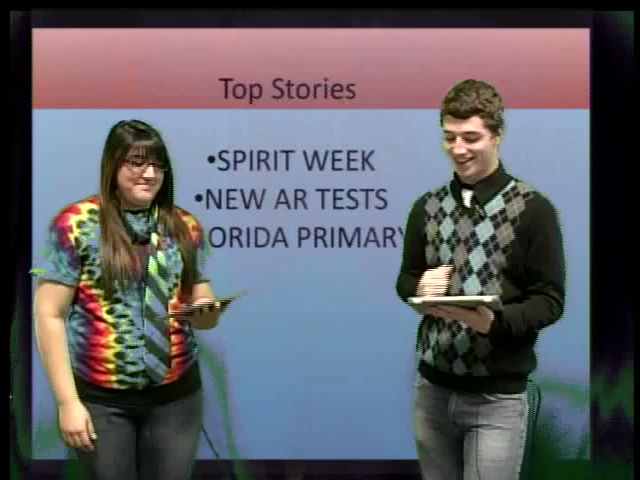 Top Stories
•SPIRIT WEEK
•NEW AR TESTS
ORIDA PRIMARY